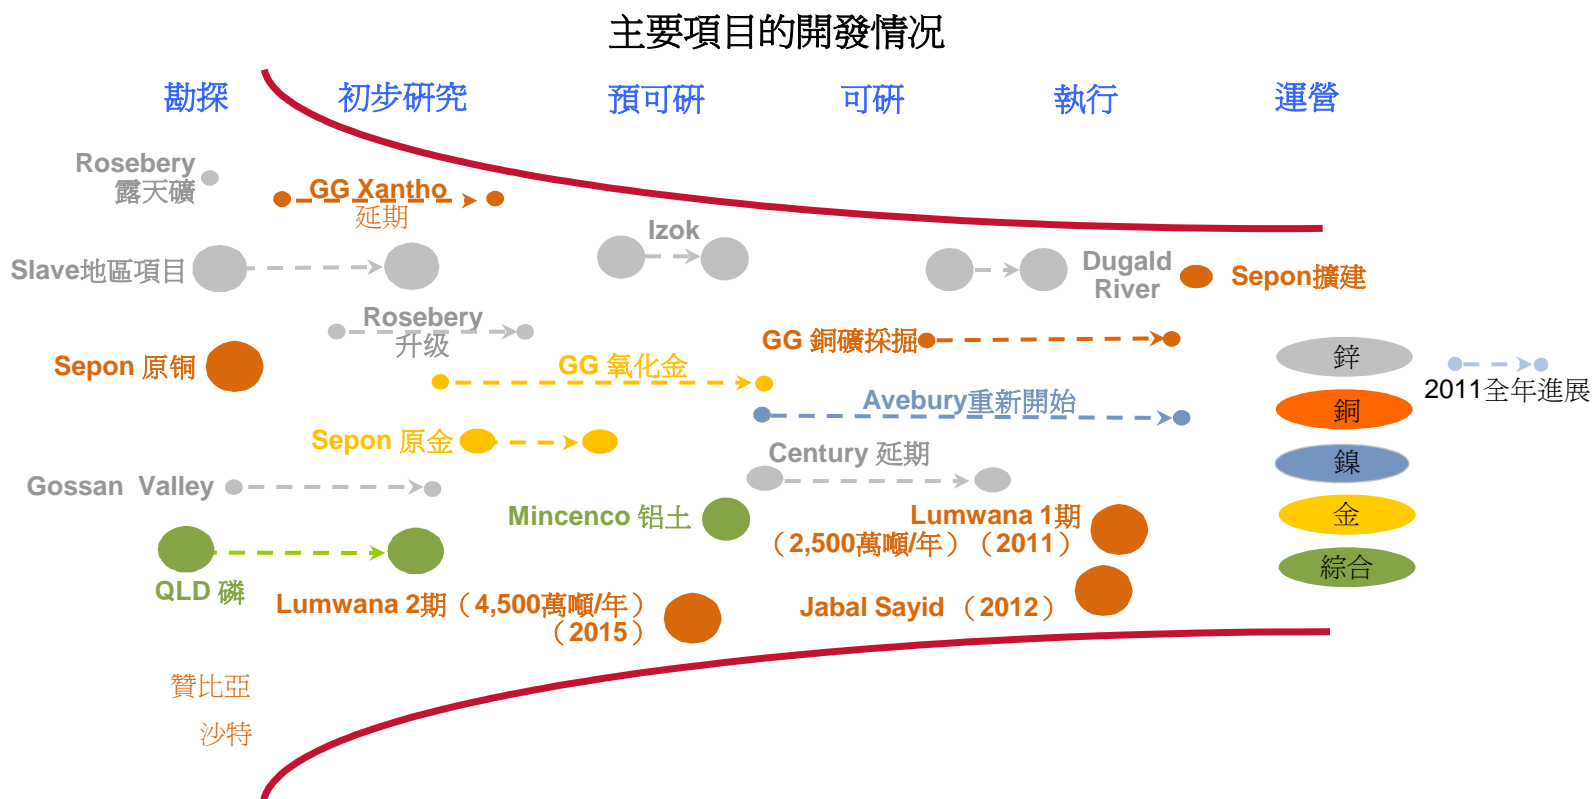 主要項目的開發情况
勘探
初步研究
預可研
可研
執行
運營
Rosebery
露天礦
GG Xantho
延期
Izok
Slave地區項目
Dugald
River
Sepon擴建
Rosebery
升级
GG 銅礦採掘
Sepon 原铜
GG 氧化金
鋅
2011全年進展
Avebury重新開始
銅
Sepon 原金
Century 延期
鎳
Gossan Valley
Mincenco 铝土
Lumwana 1期
（2,500萬噸/年）（2011）
金
綜合
QLD 磷
Lumwana 2期（4,500萬噸/年）
（2015）
Jabal Sayid （2012）
贊比亞
沙特